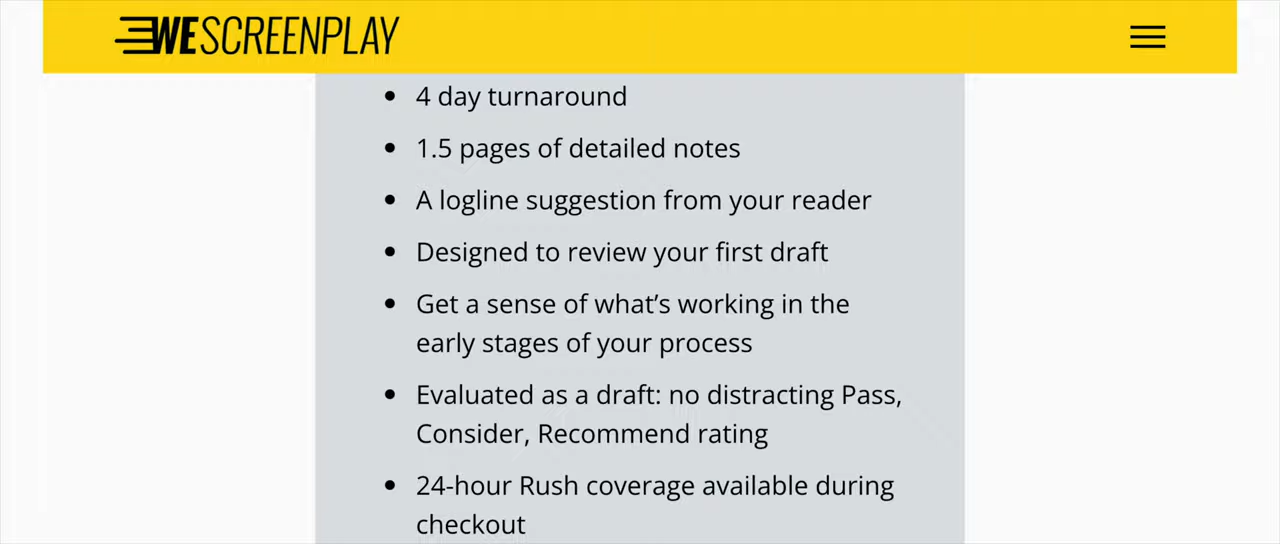 WESCREENPLAY
• 4 day turnaround
• 1.5 pages of detailed notes
• A logline suggestion from your reader
• Designed to review your first draft
• Get a sense of what’s working in the
early stages of your process
• Evaluated as a draft: no distracting Pass,
Consider, Recommend rating
• 24-hour Rush coverage available during
checkout